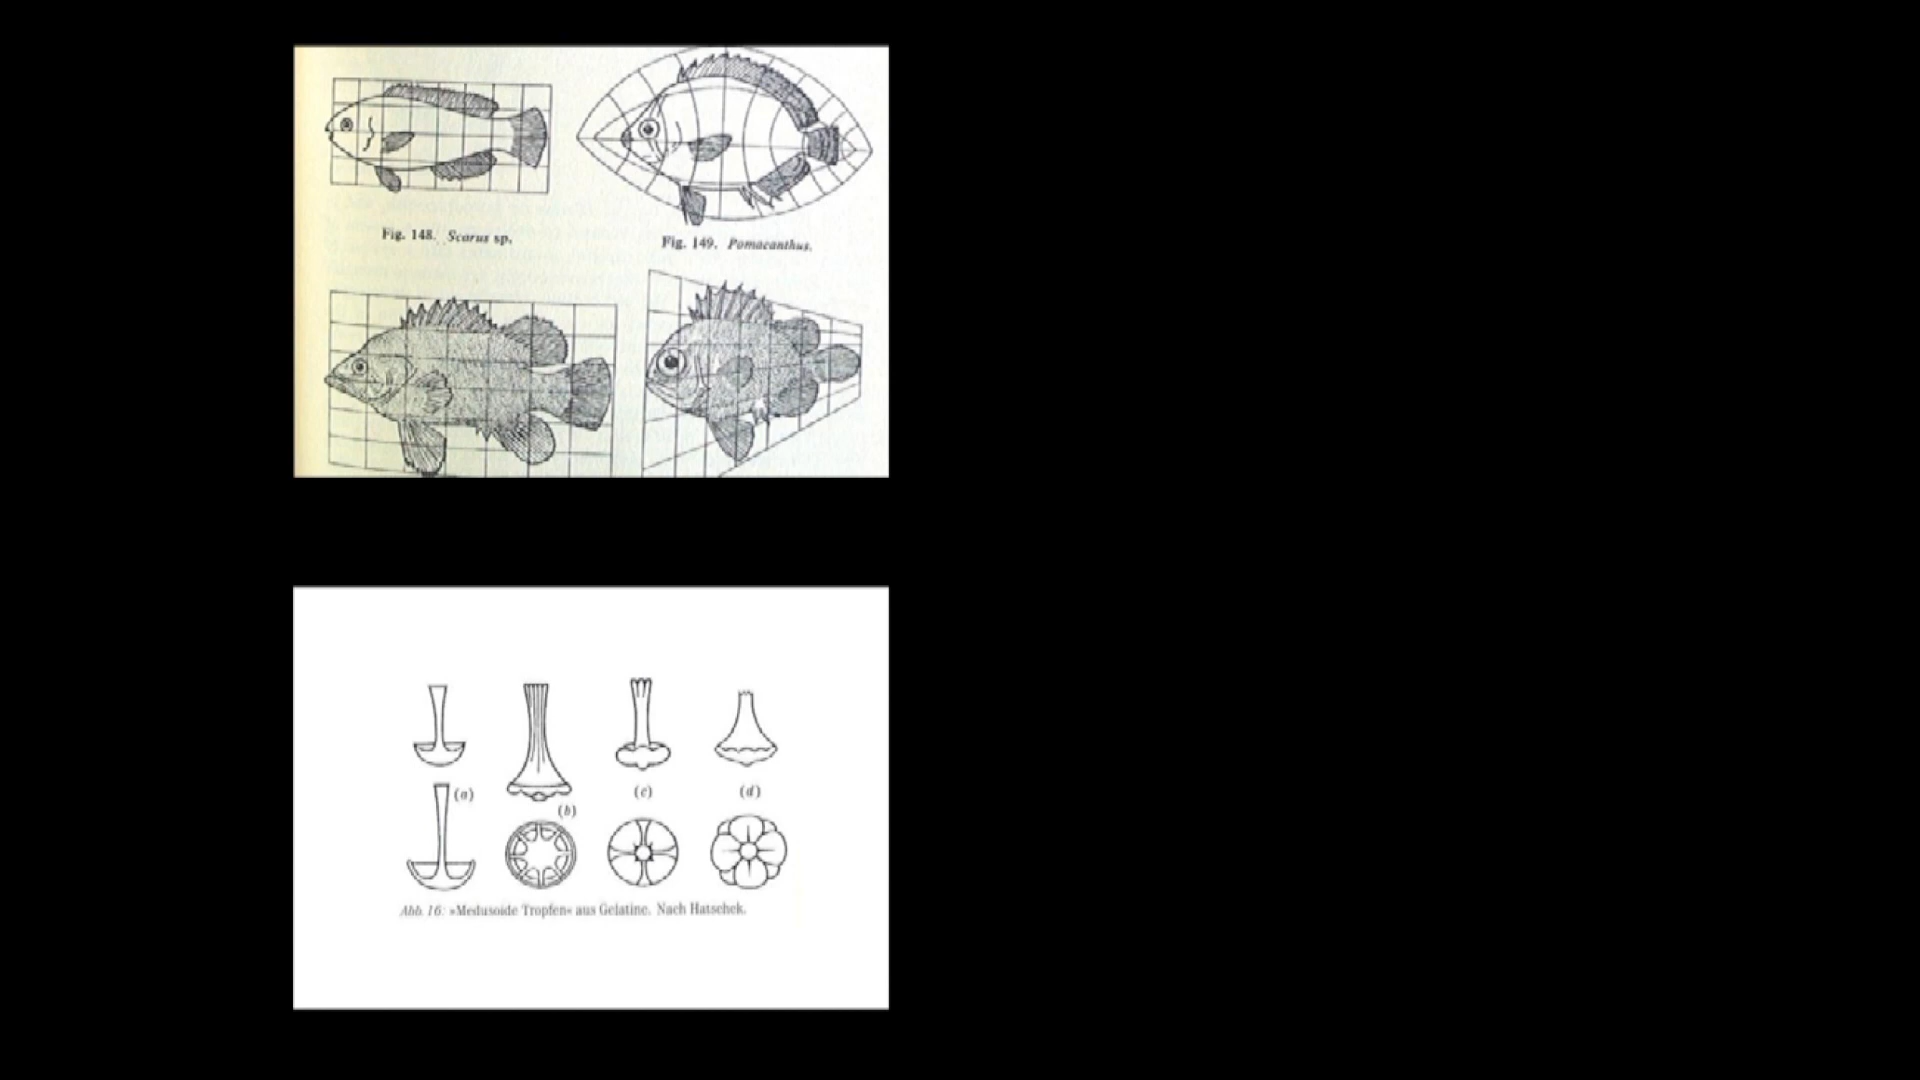 Fig. 148. Scarus sp.
Fig. 149. Pomacanthus.
(a)
(b)
(c)
(d)
Abb. 16: »Medusoide Tropfen« aus Gelatine. Nach Hatschek.